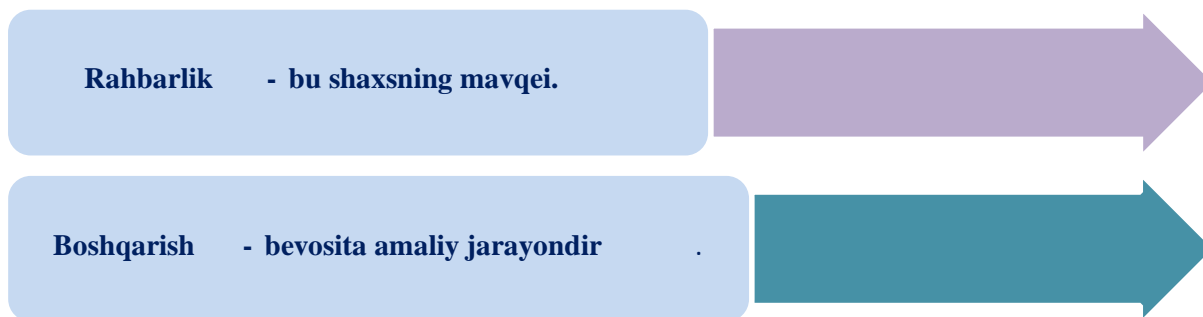 Rahbarlik - bu shaxsning mavqei.
Boshqarish - bevosita amaliy jarayondir .